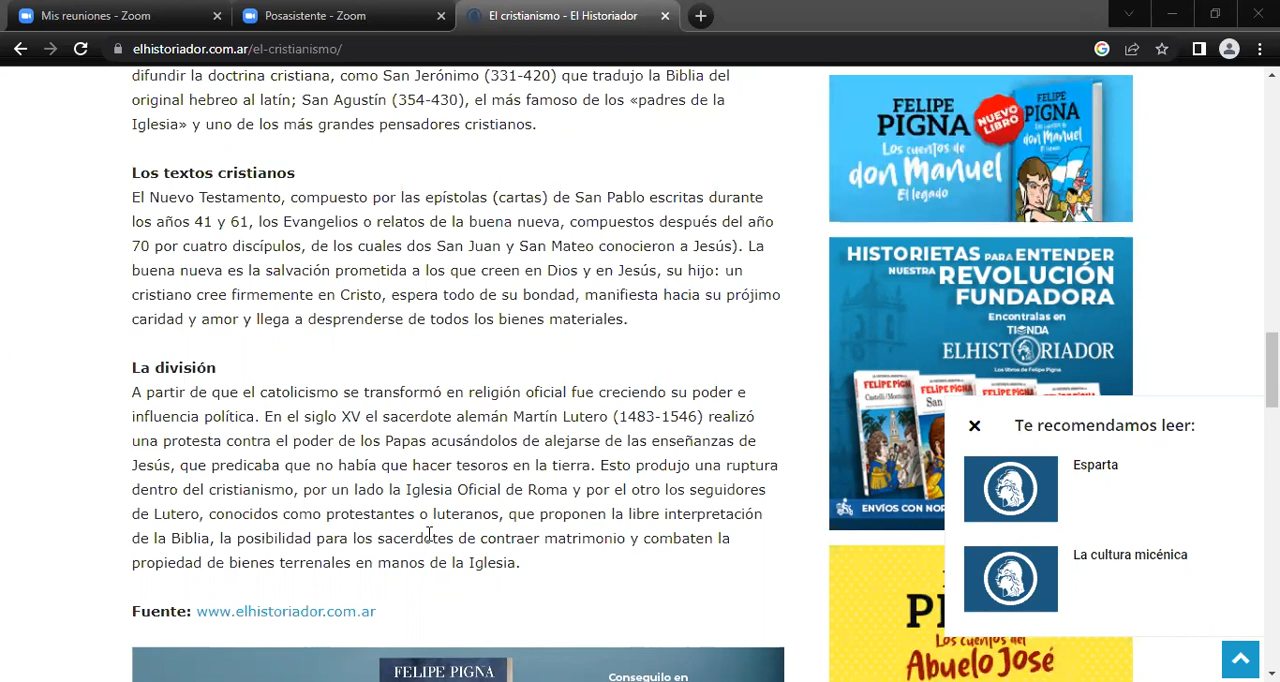 Mis reuniones - Zoom
Posasistente - Zoom
El cristianismo - El Historiador
elhistoriador.com.ar/el-cristianismo/
difundir la doctrina cristiana, como San Jerónimo (331-420) que tradujo la Biblia del
original hebreo al latín; San Agustín (354-430), el más famoso de los «padres de la
Iglesia» y uno de los más grandes pensadores cristianos.
Los textos cristianos
El Nuevo Testamento, compuesto por las epístolas (cartas) de San Pablo escritas durante
los años 41 y 61, los Evangelios o relatos de la buena nueva, compuestos después del año
70 por cuatro discípulos, de los cuales dos San Juan y San Mateo conocieron a Jesús). La
buena nueva es la salvación prometida a los que creen en Dios y en Jesús, su hijo: un
cristiano cree firmemente en Cristo, espera todo de su bondad, manifiesta hacia su prójimo
caridad y amor y llega a desprenderse de todos los bienes materiales.
La división
A partir de que el catolicismo se transformó en religión oficial fue creciendo su poder e
influencia política. En el siglo XV el sacerdote alemán Martín Lutero (1483-1546) realizó
una protesta contra el poder de los Papas acusándolos de alejarse de las enseñanzas de
Jesús, que predicaba que no había que hacer tesoros en la tierra. Esto produjo una ruptura
dentro del cristianismo, por un lado la Iglesia Oficial de Roma y por el otro los seguidores
de Lutero, conocidos como protestantes o luteranos, que proponen la libre interpretación
de la Biblia, la posibilidad para los sacerdotes de contraer matrimonio y combaten la
propiedad de bienes terrenales en manos de la Iglesia.
Fuente: www.elhistoriador.com.ar
FELIPE PIGNA
Conseguilo en
FELIPE
PIGNA
NUEVO
LIBRO
Los cuentos de
don Manuel
El legado
FELIPE
PIGNA
don Manuel
HISTORIETAS PARA ENTENDER
NUESTRA REVOLUCIÓN
FUNDADORA
Encontralas en
TIENDA
ELHISTORIADOR
Los libros de Felipe Pigna
FELIPE PIGNA
FELIPE PIGNA
San
ENVÍOS CON NOR
P
Los cuentos del
Abuelo José
Te recomendamos leer:
Esparta
La cultura micénica